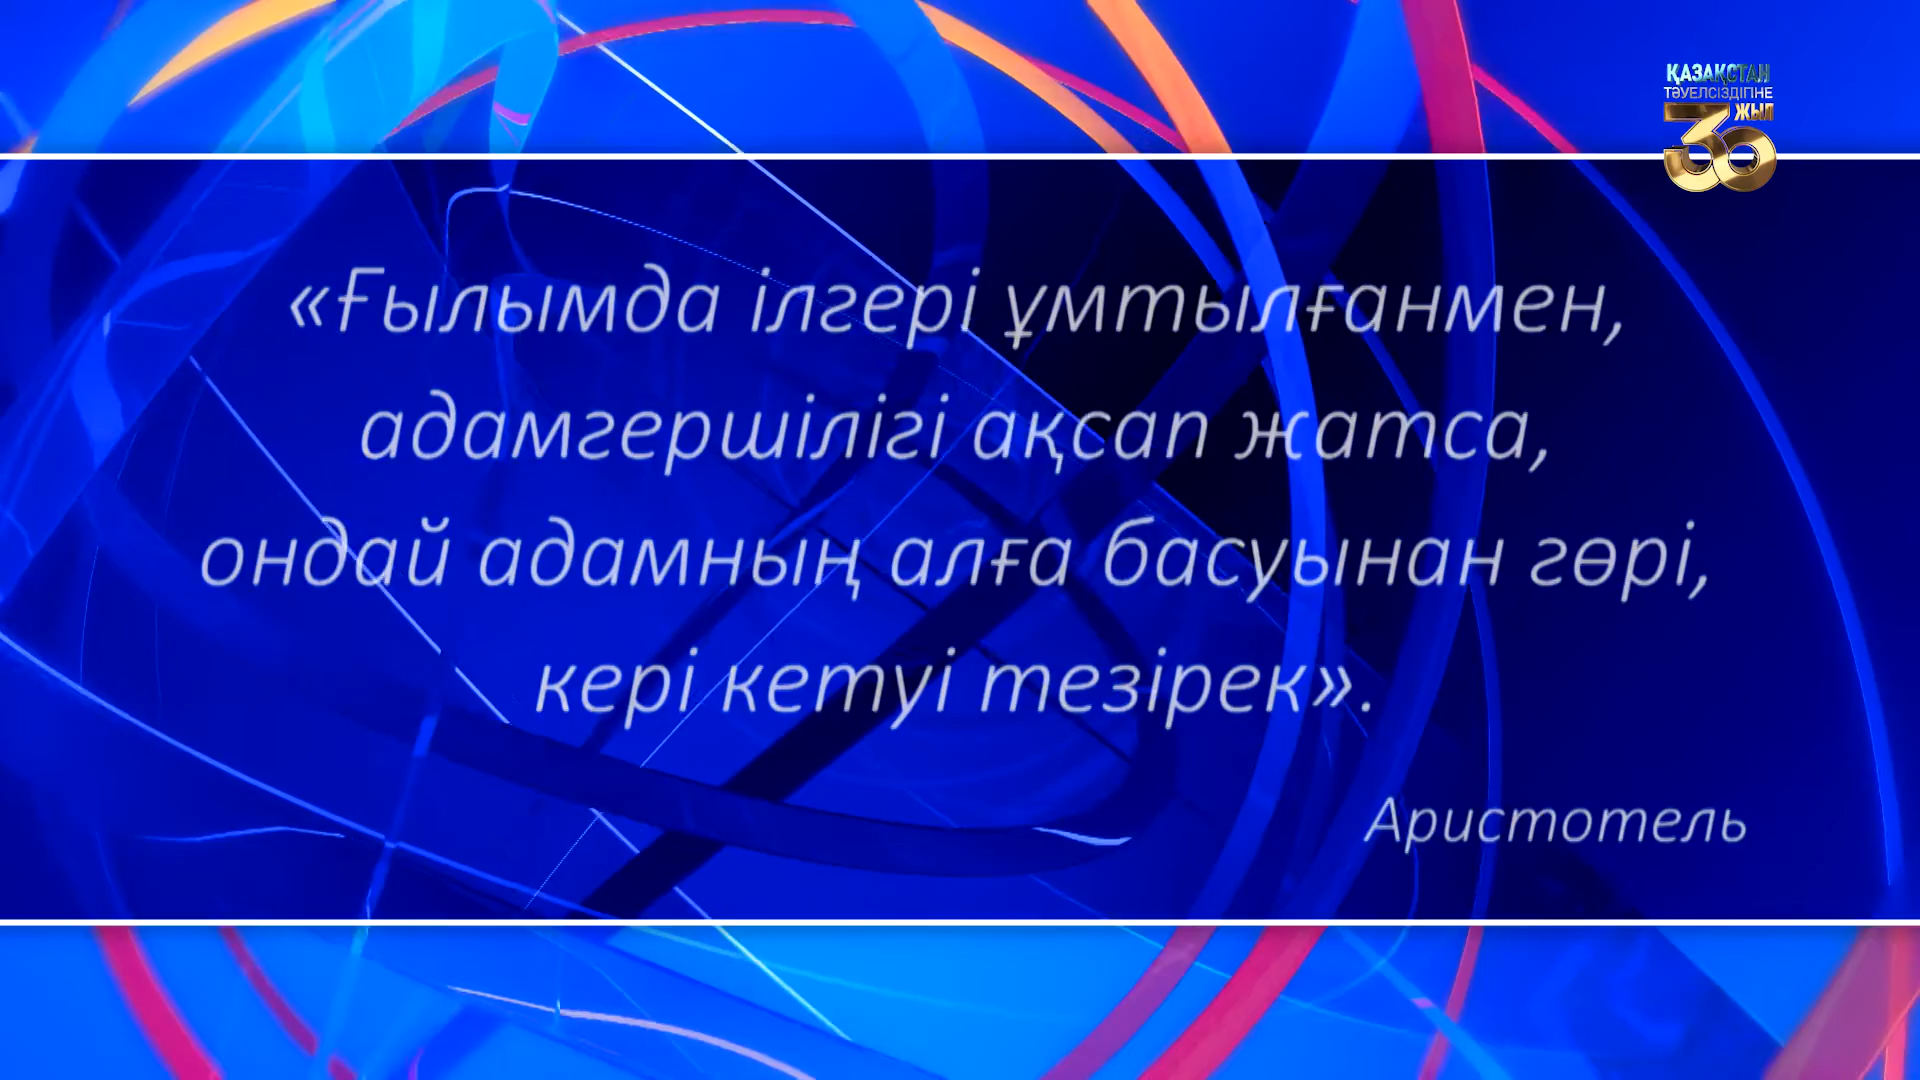 ҚАЗАҚСТАН
ТӘУЕЛСІЗДІГІНЕ
30 ЖЫЛ
«Ғылымда ілгері ұмтылғанмен,
адамгершілігі ақсап жатса,
ондай адамның алға басуынан гөрі,
кері кетуі тезірек».
Аристотель